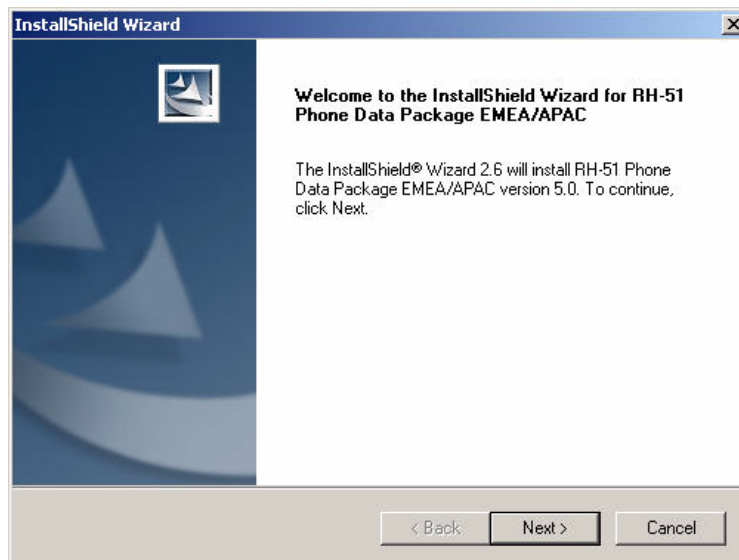 InstallShield Wizard
Welcome to the InstallShield Wizard for RH-51
Phone Data Package EMEA/APAC
The InstallShield® Wizard 2.6 will install RH-51 Phone
Data Package EMEA/APAC version 5.0. To continue,
click Next.
< Back
Next >
Cancel